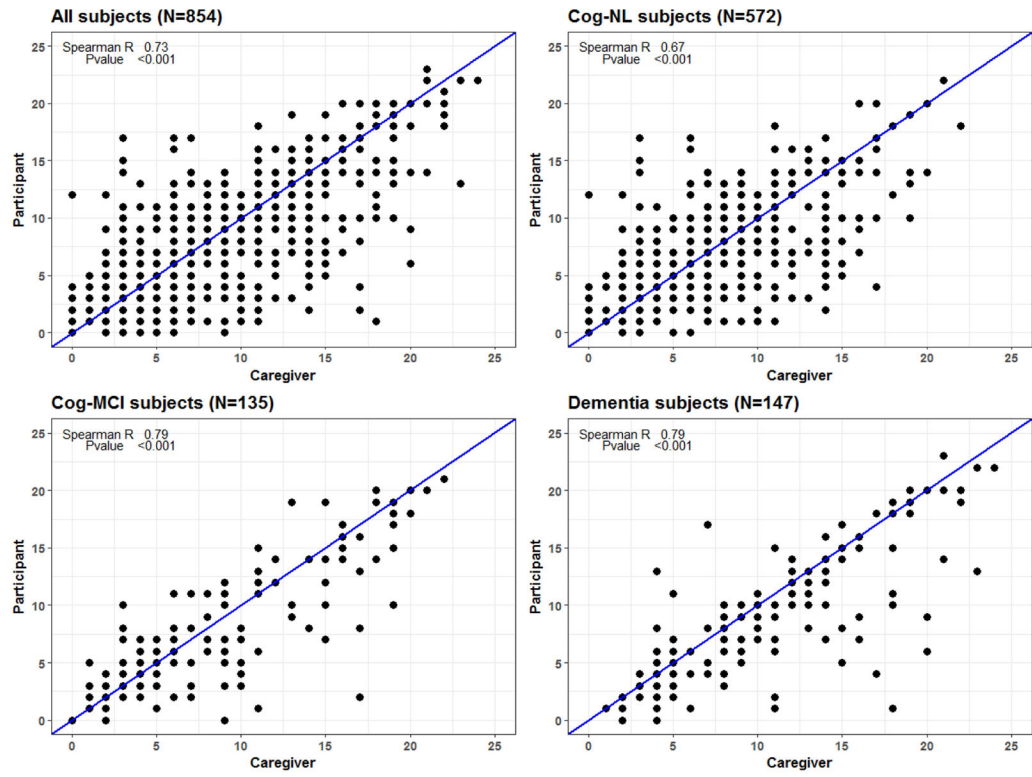 All subjects (N=854)
Spearman R 0.73
Pvalue <0.001
25
20
15
10
5
0
Participant
0 5 10 15 20 25
Caregiver
Cog-NL subjects (N=572)
Spearman R 0.67
Pvalue <0.001
25
20
15
10
5
0
Participant
0 5 10 15 20 25
Caregiver
Cog-MCI subjects (N=135)
Spearman R 0.79
Pvalue <0.001
25
20
15
10
5
0
Participant
0 5 10 15 20 25
Caregiver
Dementia subjects (N=147)
Spearman R 0.79
Pvalue <0.001
25
20
15
10
5
0
Participant
0 5 10 15 20 25
Caregiver